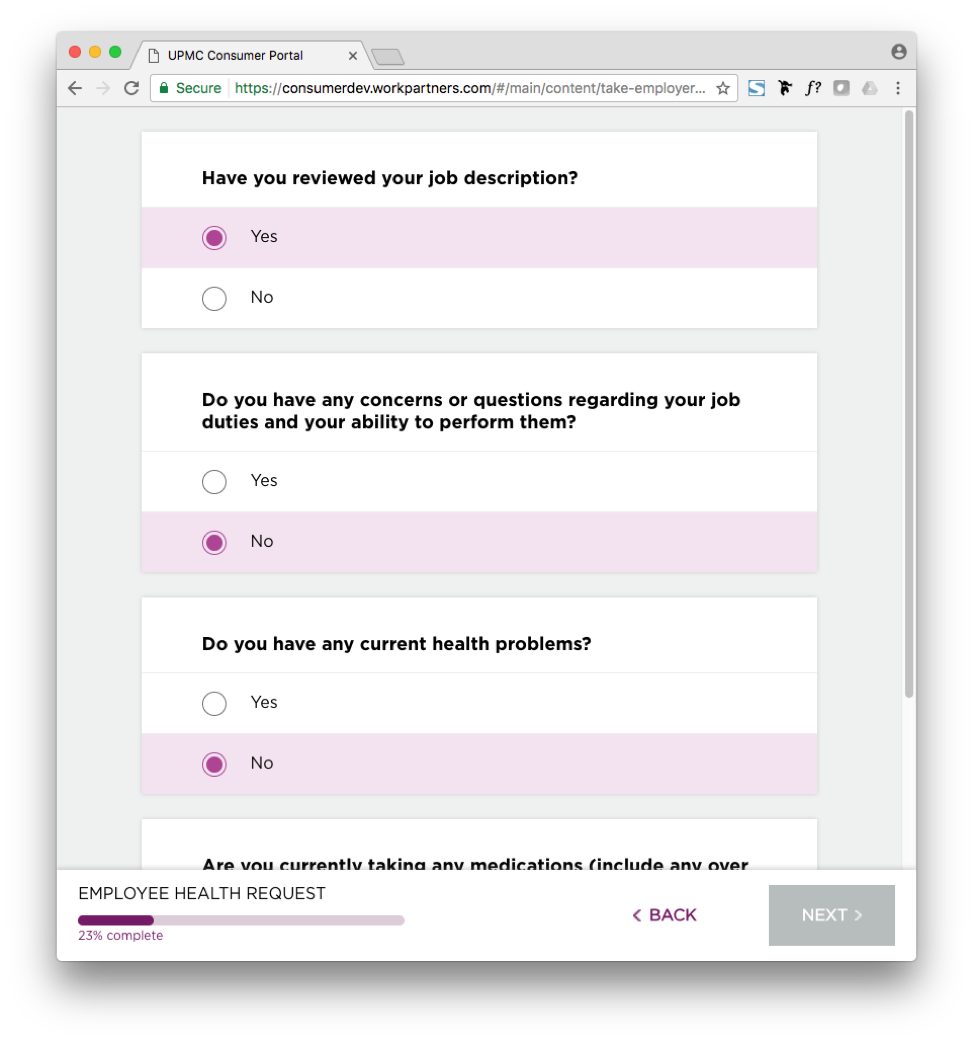 UPMC Consumer Portal
Secure https://consumerdev.workpartners.com/#/main/content/take-employer...
f?
Have you reviewed your job description?
Yes
No
Do you have any concerns or questions regarding your job
duties and your ability to perform them?
Yes
No
Do you have any current health problems?
Yes
No
Are you currently taking any medications (include any over
EMPLOYEE HEALTH REQUEST
23% complete
< BACK
NEXT >